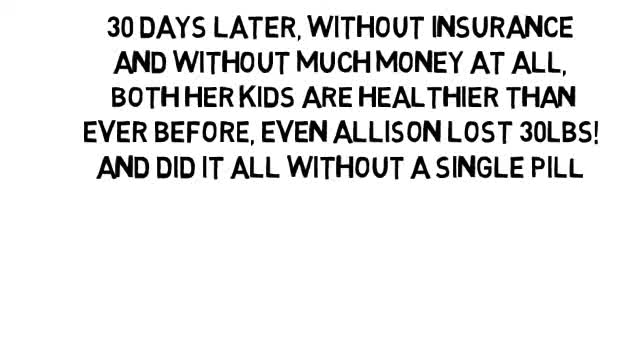 30 DAYS LATER, WITHOUT INSURANCE
AND WITHOUT MUCH MONEY AT ALL,
BOTH HER KIDS ARE HEALTHIER THAN
EVER BEFORE, EVEN ALLISON LOST 30LBS!
AND DID IT ALL WITHOUT A SINGLE PILL